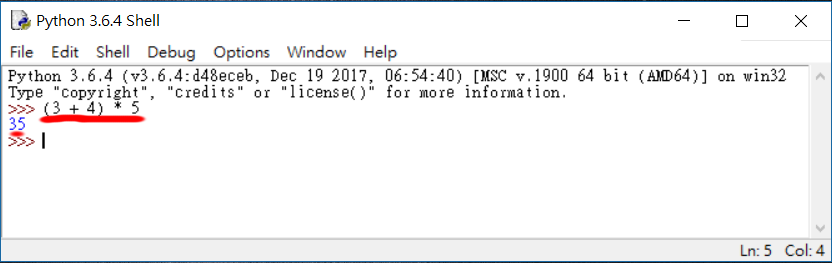 Python 3.6.4 Shell
File Edit Shell Debug Options Window Help
Python 3.6.4 (v3.6.4:d48eceb, Dec 19 2017, 06:54:40) [MSC v.1900 64 bit (AMD64)] on win32
Type "copyright", "credits" or "license()" for more information.
>>> (3 + 4) * 5
35
>>>
Ln: 5 Col: 4